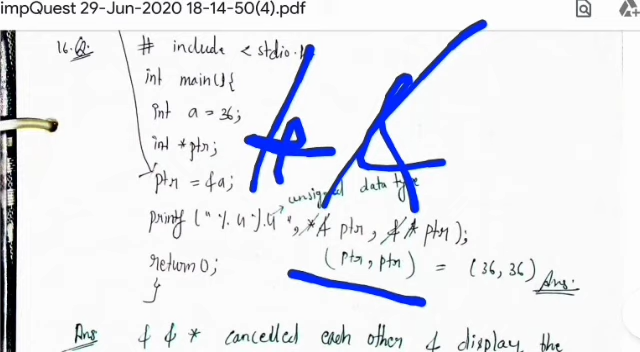 impQuest 29-Jun-2020 18-14-50(4).pdf
16.Q. # include <stdio.h
int main(){
int a = 36;
int *ptr;
ptr = &a;
unsigned data type
printf ("%u %u", *& ptr, &* ptr);
(ptr, ptr) = (36, 36) Ans.
return 0;
}
Ans & & * cancelled each other & display the